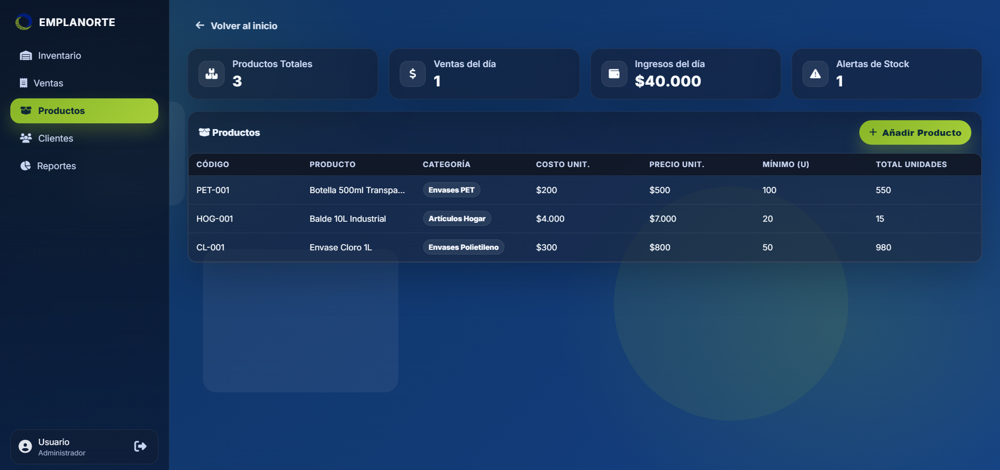 EMPLANORTE
Inventario
Ventas
Productos
Clientes
Reportes
Usuario
Administrador
Volver al inicio
Productos Totales
3
Ventas del día
1
Ingresos del día
$40.000
Alertas de Stock
1
Productos
Añadir Producto
CÓDIGO PRODUCTO CATEGORÍA COSTO UNIT. PRECIO UNIT. MÍNIMO (U) TOTAL UNIDADES
PET-001 Botella 500ml Transpa... Envases PET $200 $500 100 550
HOG-001 Balde 10L Industrial Artículos Hogar $4.000 $7.000 20 15
CL-001 Envase Cloro 1L Envases Polietileno $300 $800 50 980